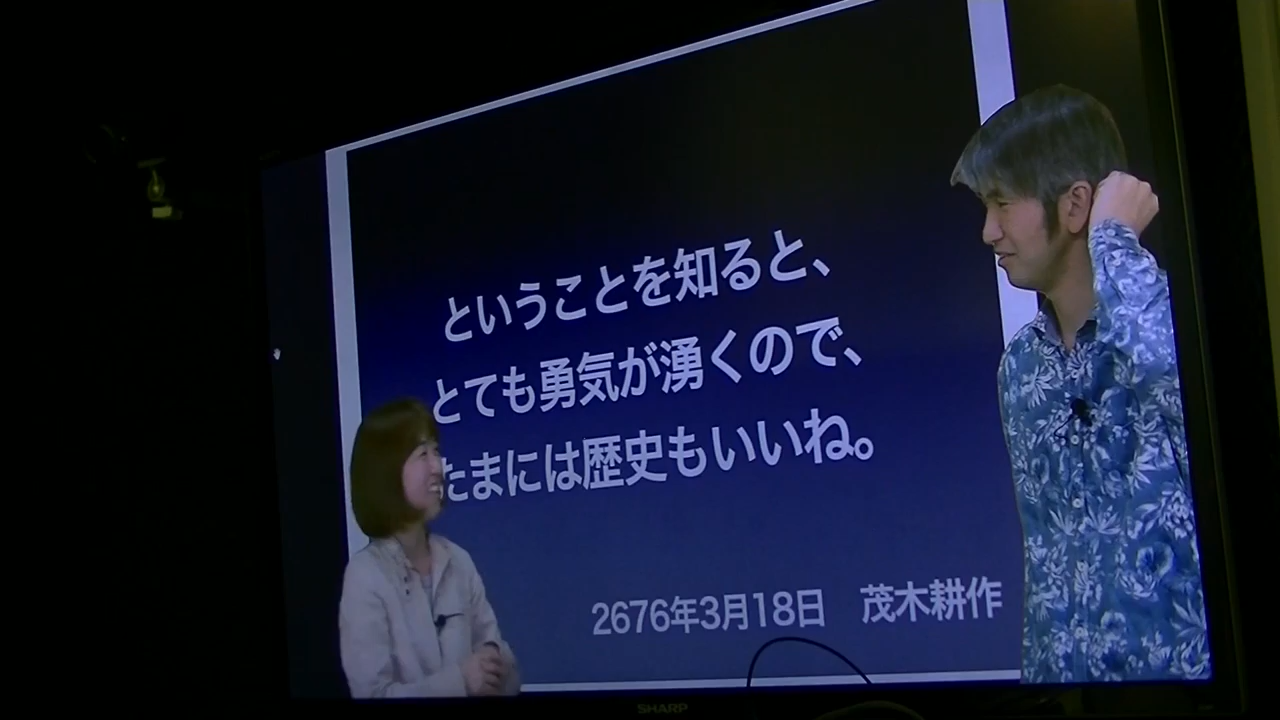 ということを知ると、
とても勇気が湧くので、
たまには歴史もいいね。
2676年3月18日 茂木耕作
SHARP